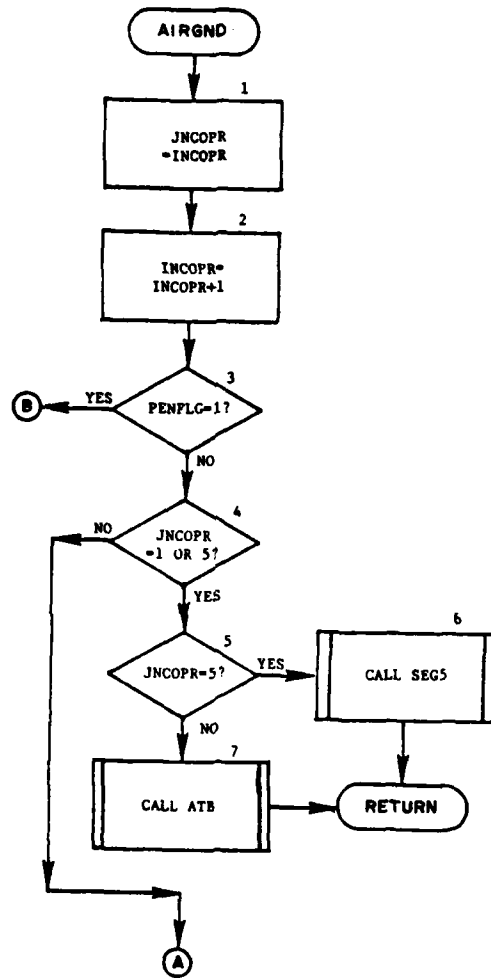 AIRGND
1
JNCOPR
=INCOPR
2
INCOPR=
INCOPR+1
3
PENFLG=1?
YES
B
NO
4
JNCOPR
=1 OR 5?
NO
YES
5
JNCOPR=5?
YES
6
CALL SEG5
NO
7
CALL ATB
RETURN
A